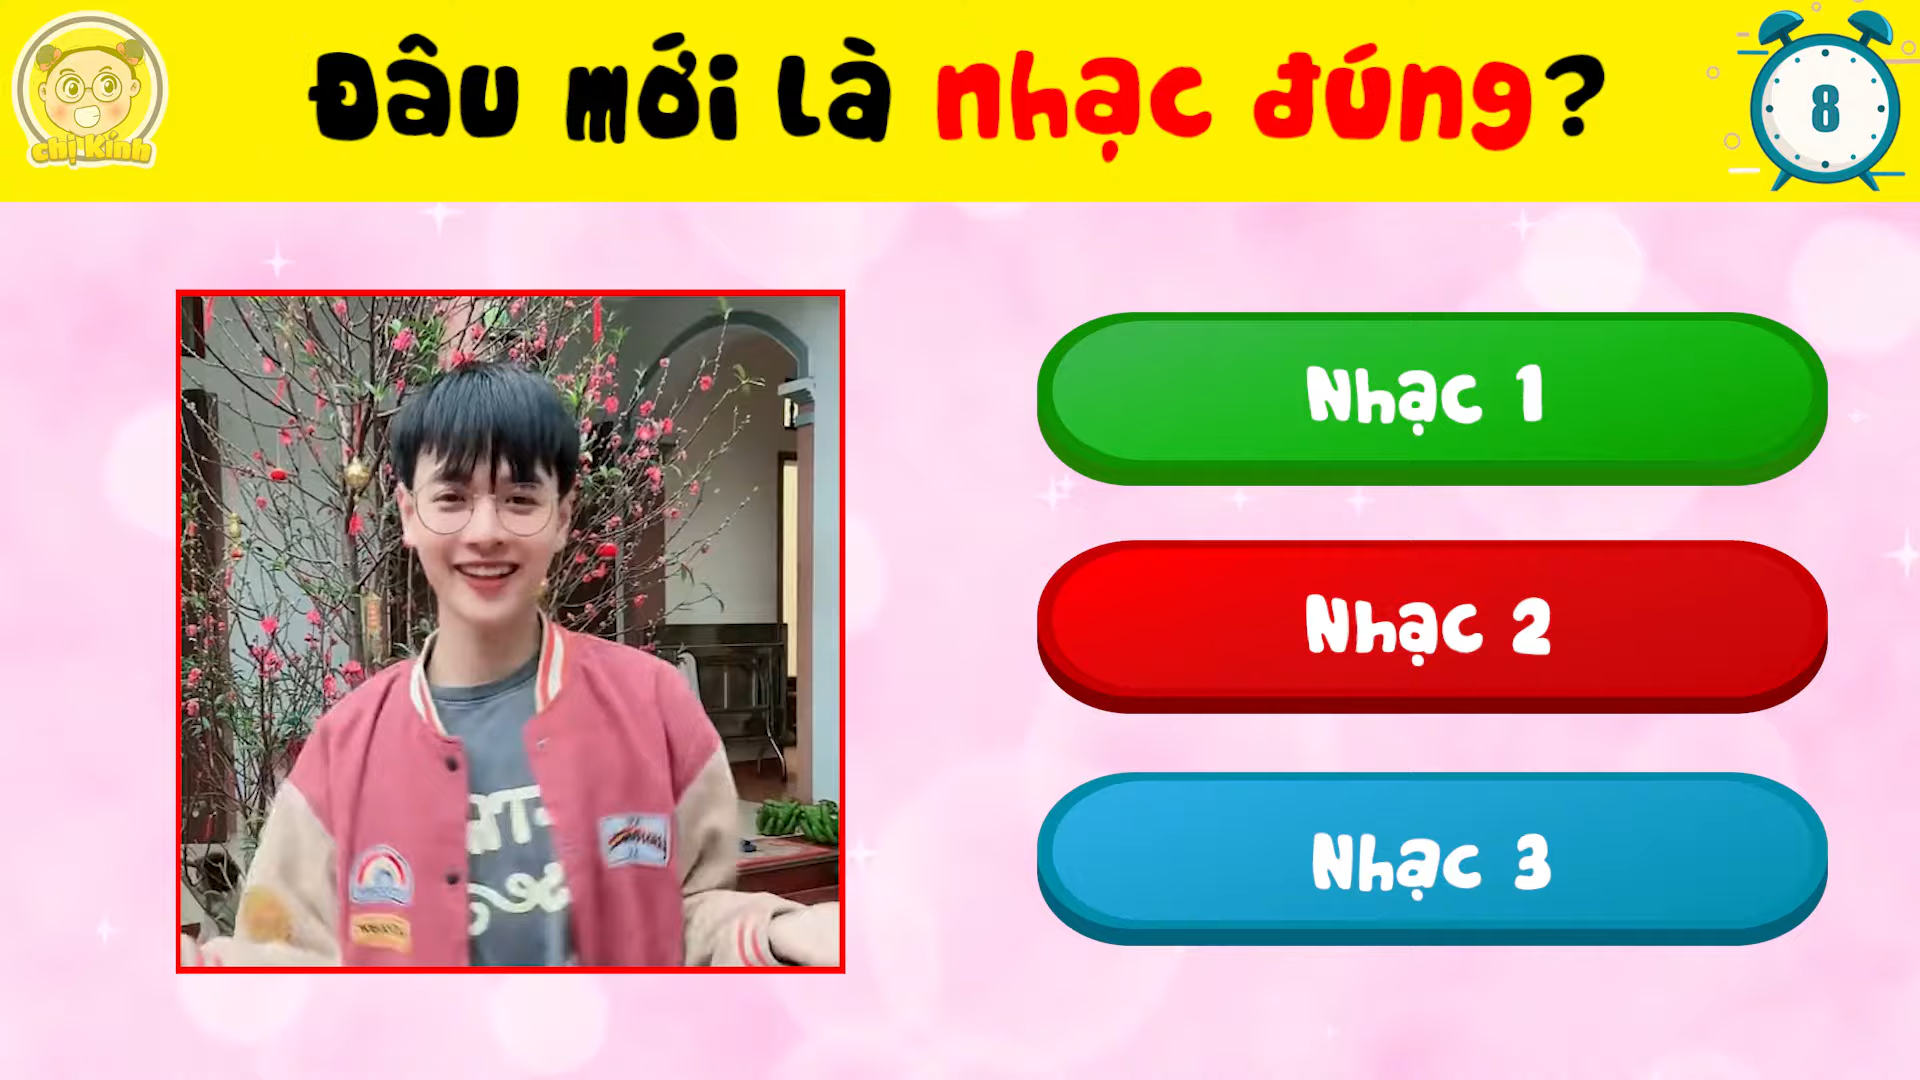 chị Kính
Đâu mới là nhạc đúng?
8
Nhạc 1
Nhạc 2
Nhạc 3